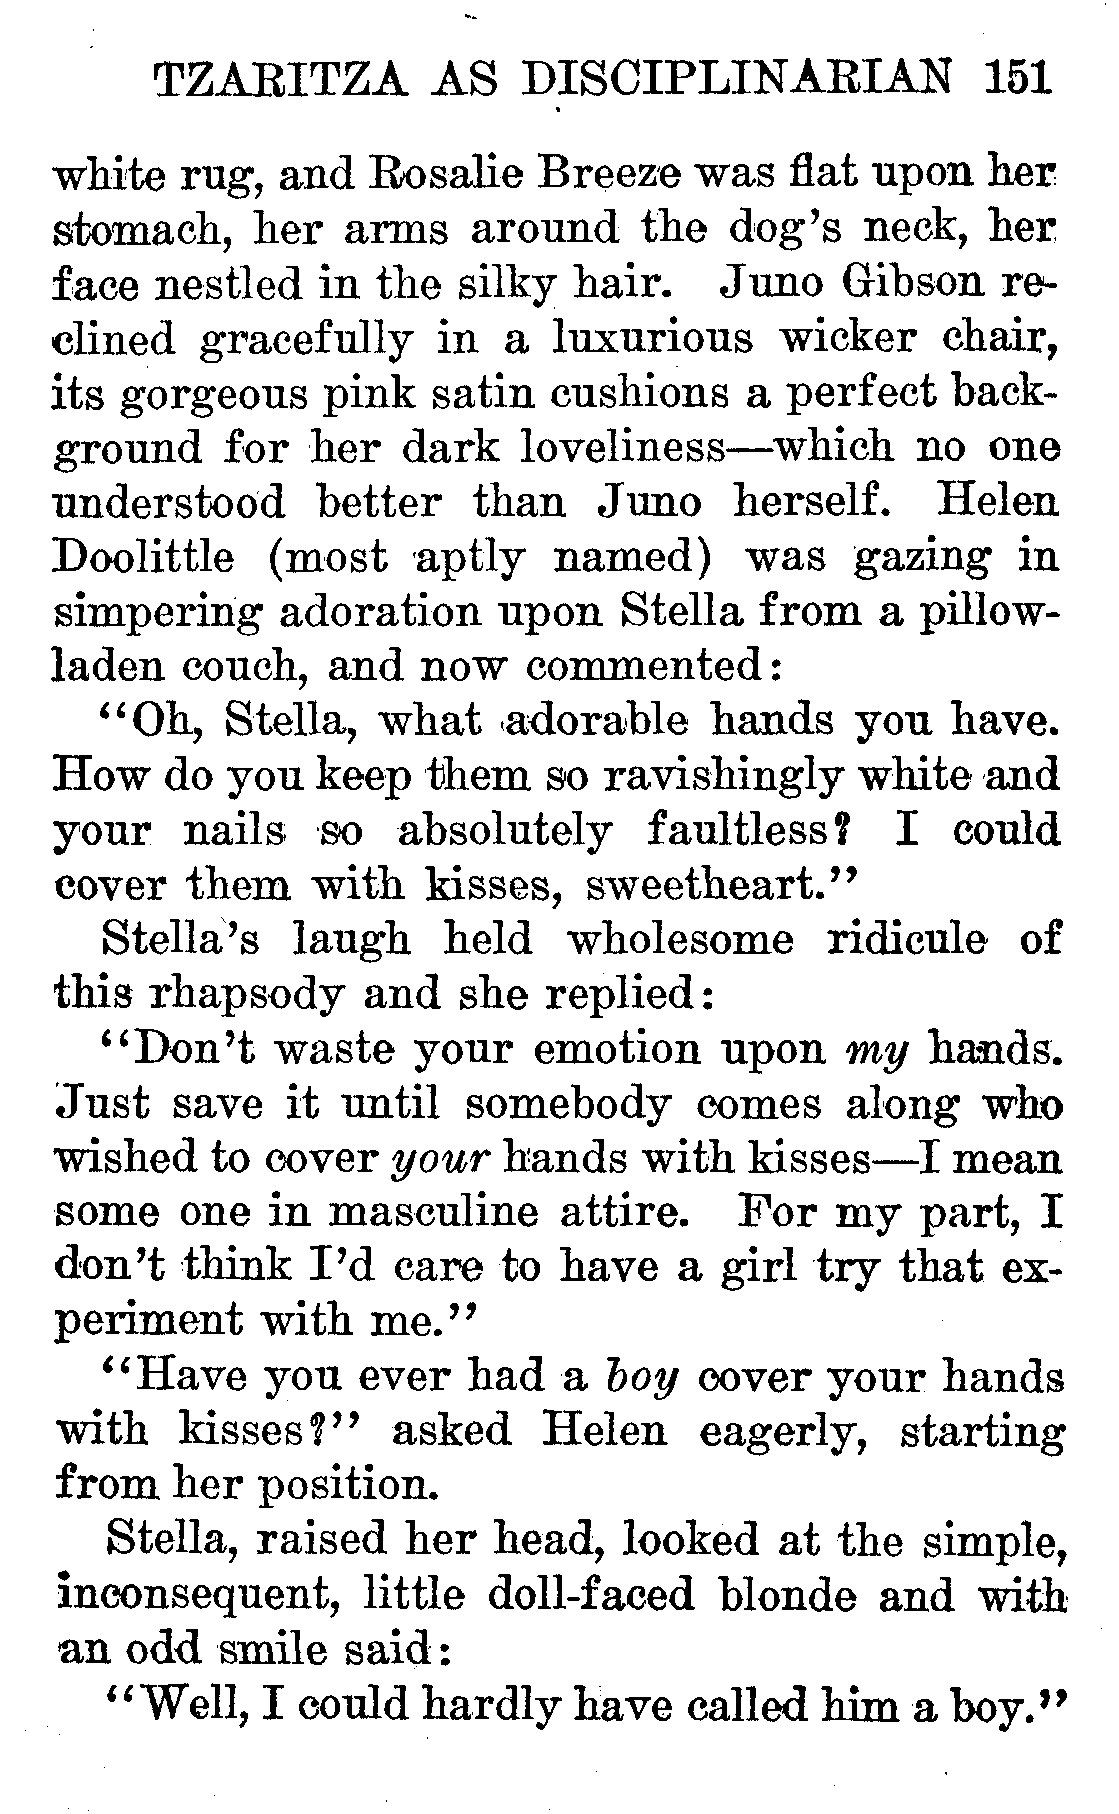 TZARITZA AS DISCIPLINARIAN 151
white rug, and Rosalie Breeze was flat upon her
stomach, her arms around the dog's neck, her
face nestled in the silky hair. Juno Gibson re-
clined gracefully in a luxurious wicker chair,
its gorgeous pink satin cushions a perfect back-
ground for her dark loveliness—which no one
understood better than Juno herself. Helen
Doolittle (most aptly named) was gazing in
simpering adoration upon Stella from a pillow-
laden couch, and now commented:
"Oh, Stella, what adorable hands you have.
How do you keep them so ravishingly white and
your nails so absolutely faultless? I could
cover them with kisses, sweetheart."
Stella's laugh held wholesome ridicule of
this rhapsody and she replied:
"Don't waste your emotion upon my hands.
Just save it until somebody comes along who
wished to cover your hands with kisses—I mean
some one in masculine attire. For my part, I
don't think I'd care to have a girl try that ex-
periment with me."
"Have you ever had a boy cover your hands
with kisses?" asked Helen eagerly, starting
from her position.
Stella, raised her head, looked at the simple,
inconsequent, little doll-faced blonde and with
an odd smile said:
"Well, I could hardly have called him a boy."